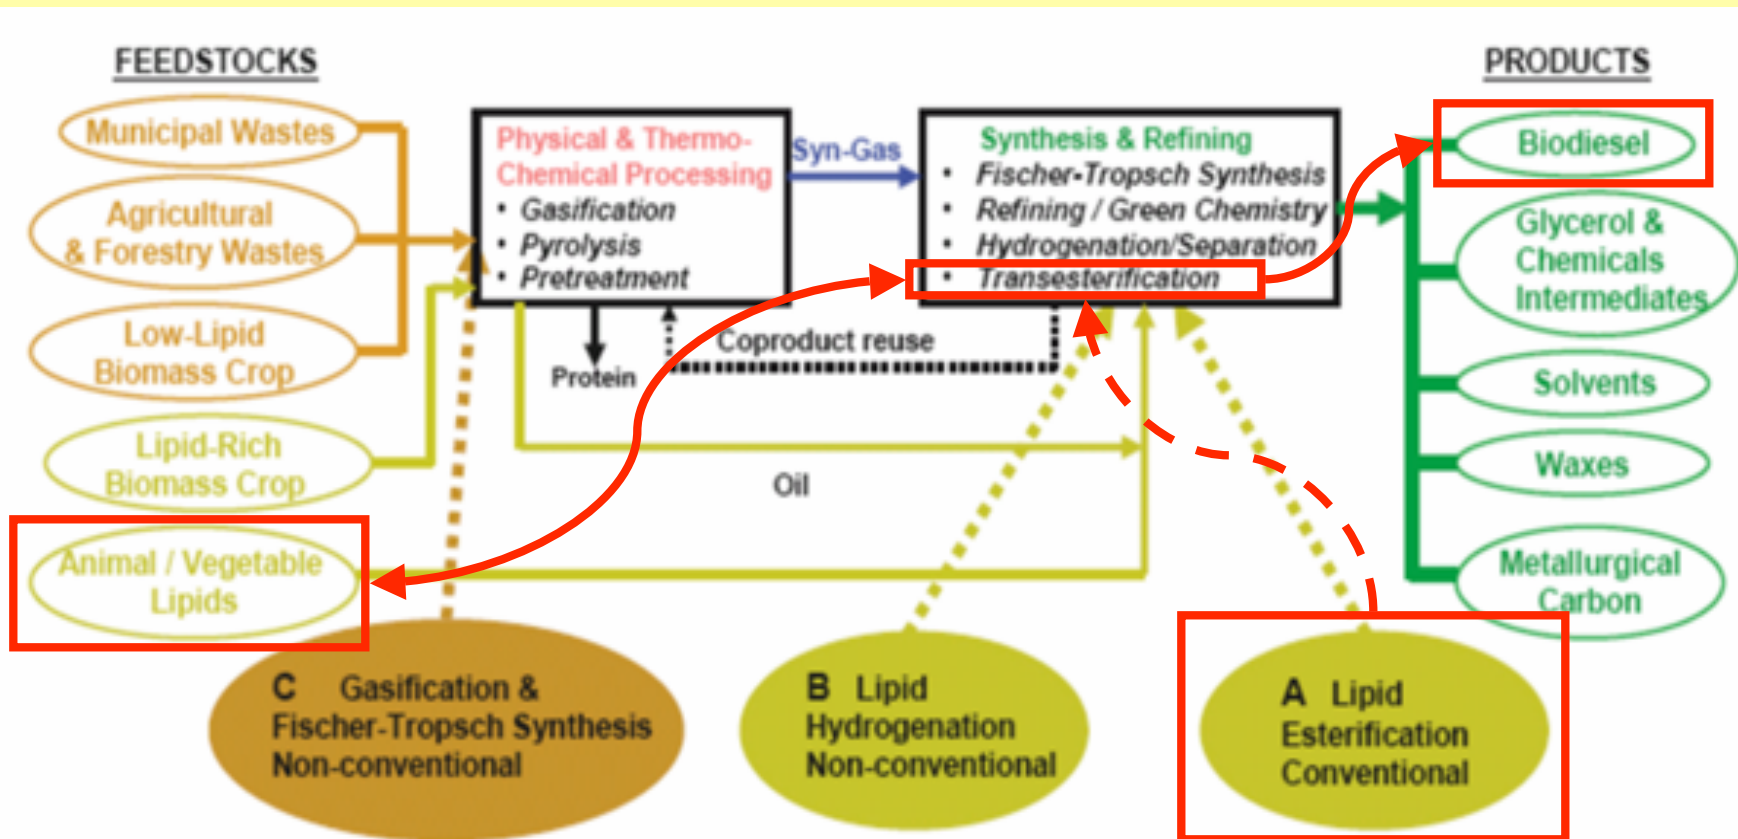 FEEDSTOCKS
Municipal Wastes
Agricultural
& Forestry Wastes
Low-Lipid
Biomass Crop
Lipid-Rich
Biomass Crop
Animal / Vegetable
Lipids
Physical & Thermo-
Chemical Processing
• Gasification
• Pyrolysis
• Pretreatment
Syn-Gas
Synthesis & Refining
• Fischer-Tropsch Synthesis
• Refining / Green Chemistry
• Hydrogenation/Separation
• Transesterification
Coproduct reuse
Protein
Oil
PRODUCTS
Biodiesel
Glycerol &
Chemicals
Intermediates
Solvents
Waxes
Metallurgical
Carbon
C Gasification &
Fischer-Tropsch Synthesis
Non-conventional
B Lipid
Hydrogenation
Non-conventional
A Lipid
Esterification
Conventional